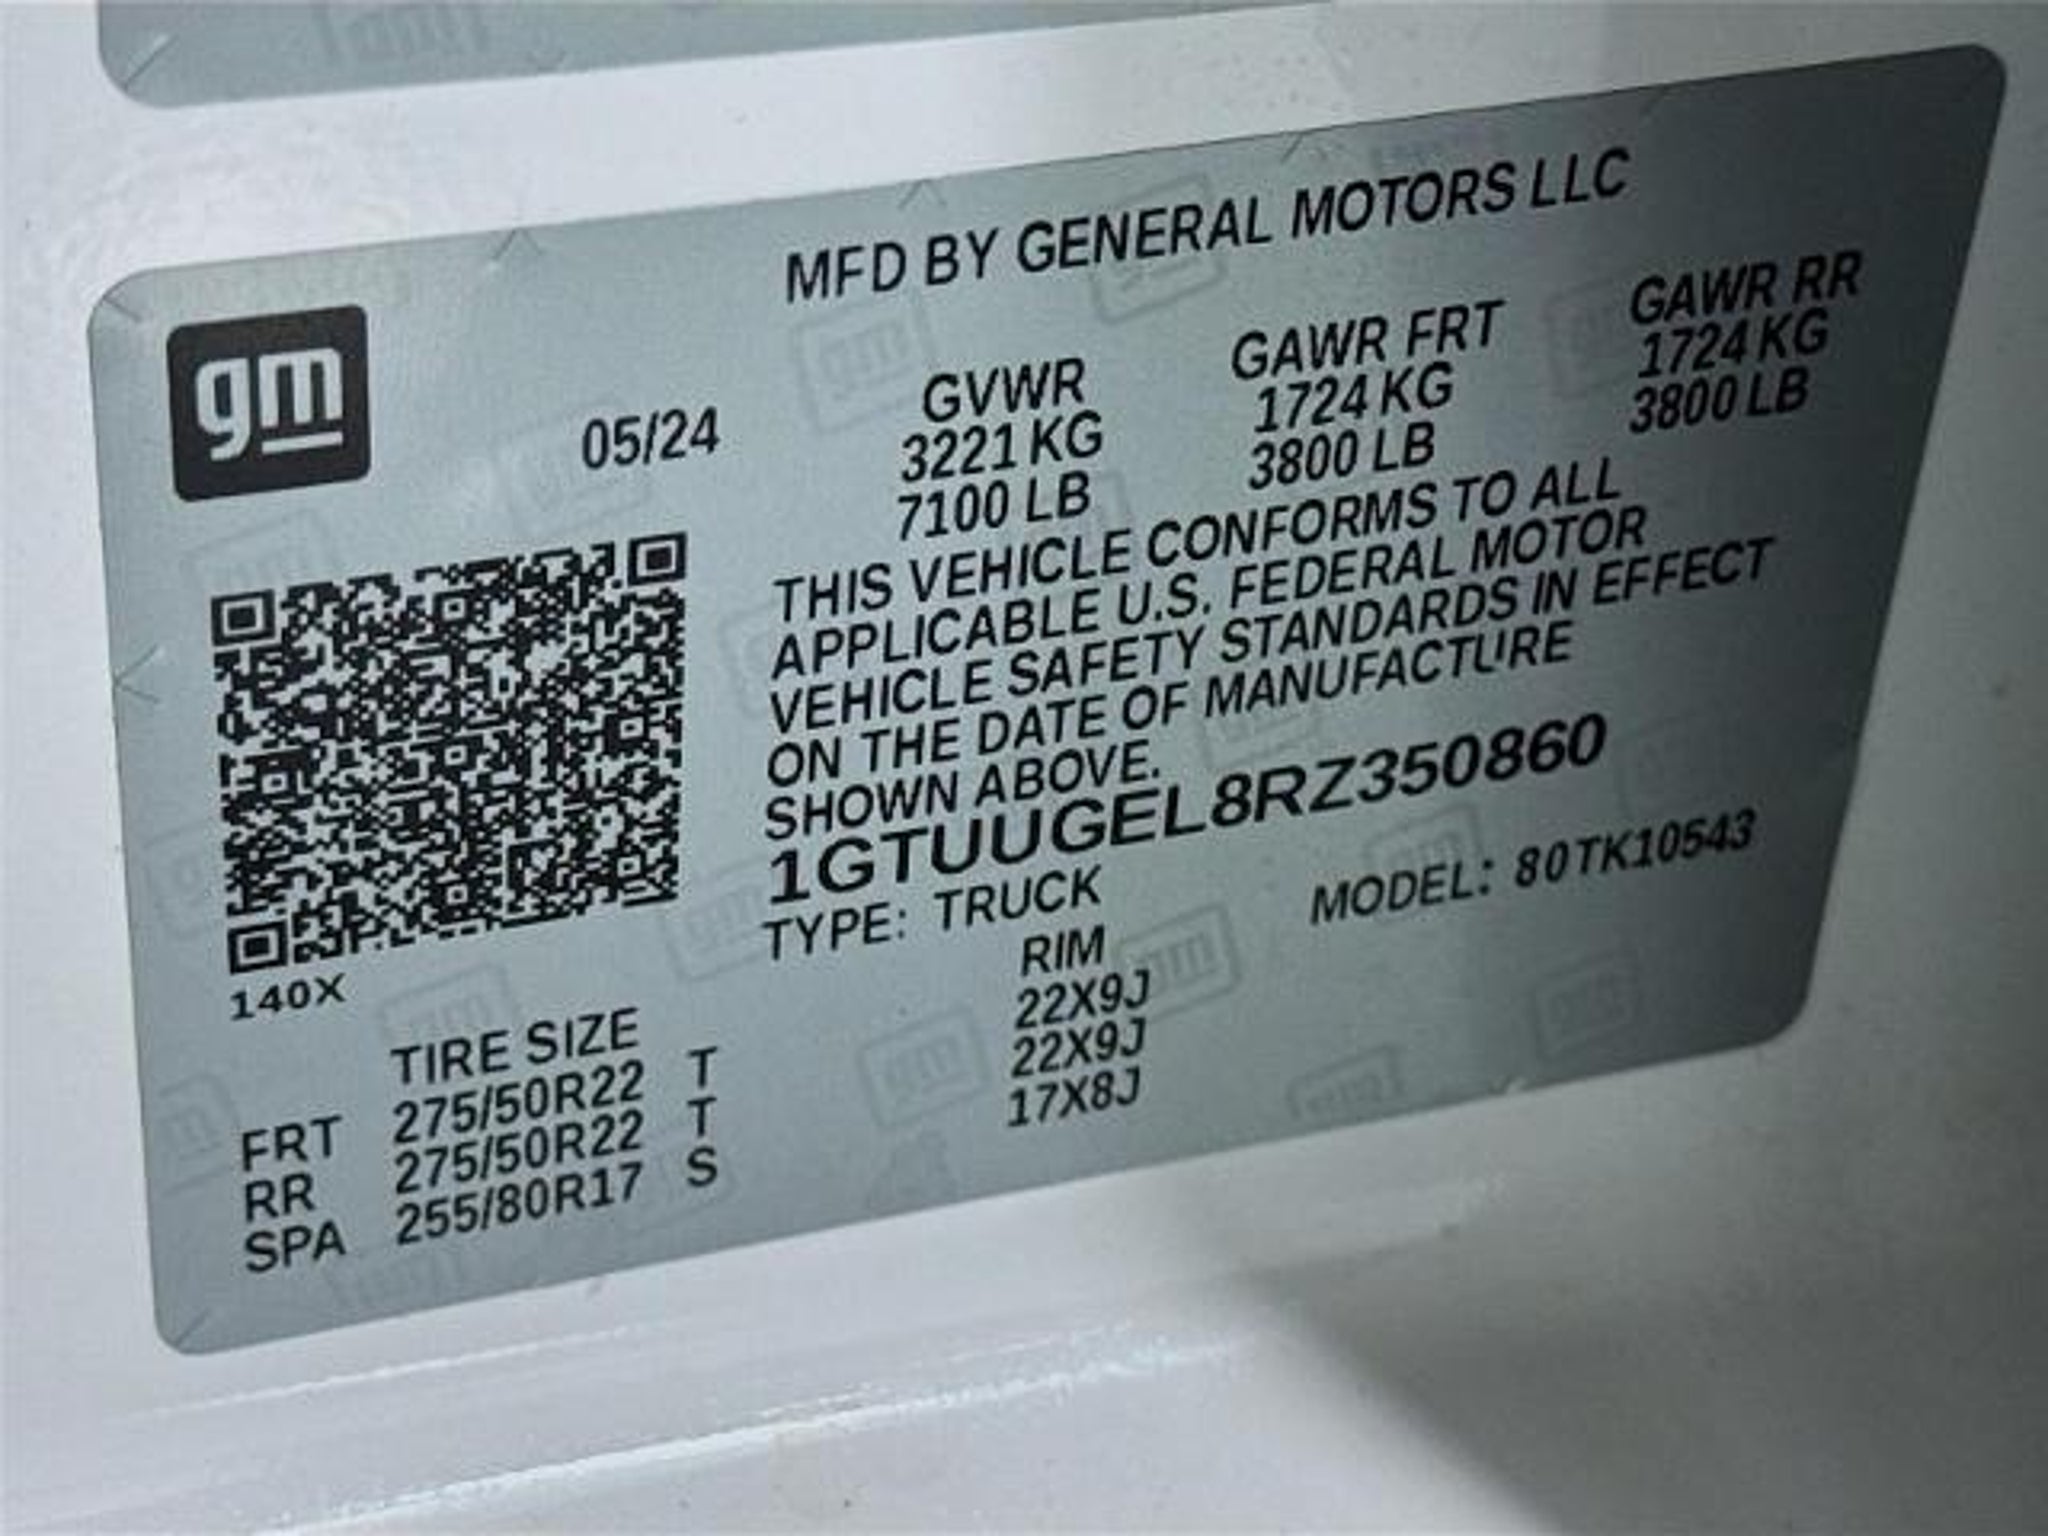 MFD BY GENERAL MOTORS LLC
gm
05/24
GVWR GAWR FRT GAWR RR
3221 KG 1724 KG 1724 KG
7100 LB 3800 LB 3800 LB
THIS VEHICLE CONFORMS TO ALL
APPLICABLE U.S. FEDERAL MOTOR
VEHICLE SAFETY STANDARDS IN EFFECT
ON THE DATE OF MANUFACTURE
SHOWN ABOVE.
1GTUUGEL8RZ350860
TYPE: TRUCK MODEL: 80TK10543
140X
TIRE SIZE RIM
FRT 275/50R22 T 22X9J
RR 275/50R22 T 22X9J
SPA 255/80R17 S 17X8J